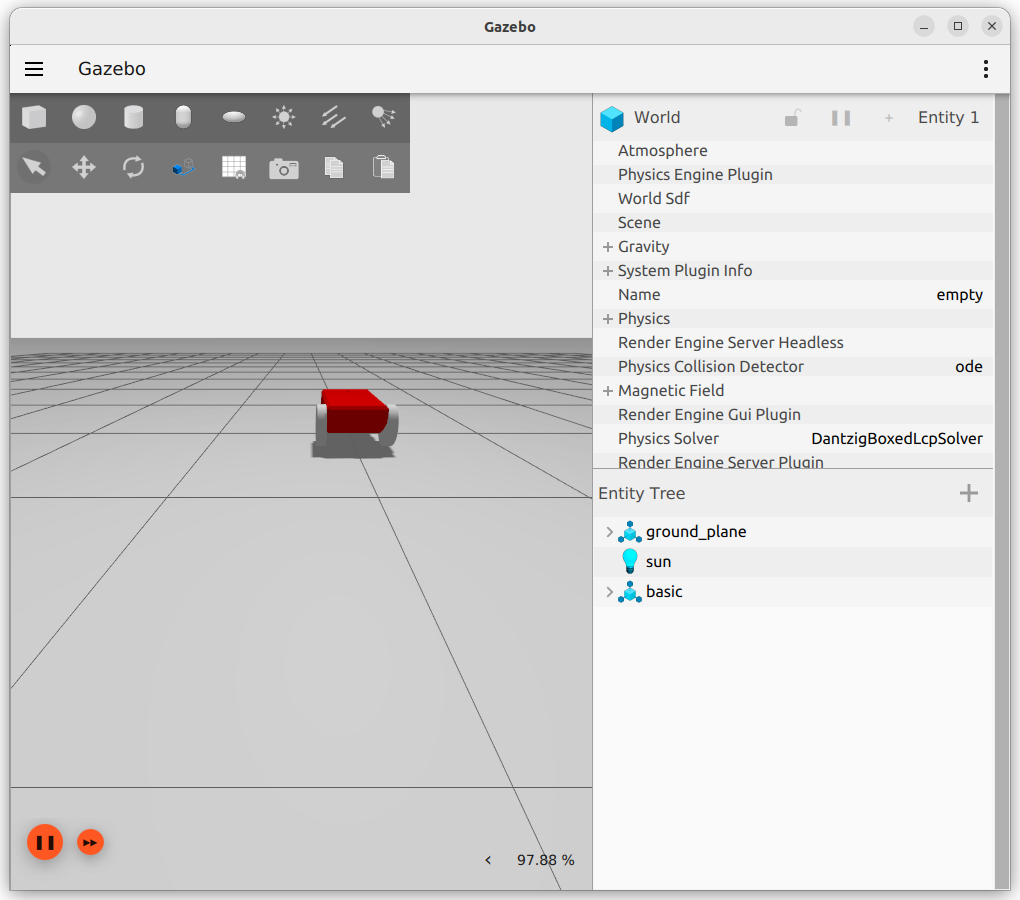 Gazebo
Gazebo
World Entity 1
Atmosphere
Physics Engine Plugin
World Sdf
Scene
Gravity
System Plugin Info
Name empty
Physics
Render Engine Server Headless
Physics Collision Detector ode
Magnetic Field
Render Engine Gui Plugin
Physics Solver DantzigBoxedLcpSolver
Render Engine Server Plugin
Entity Tree
ground_plane
sun
basic
97.88 %